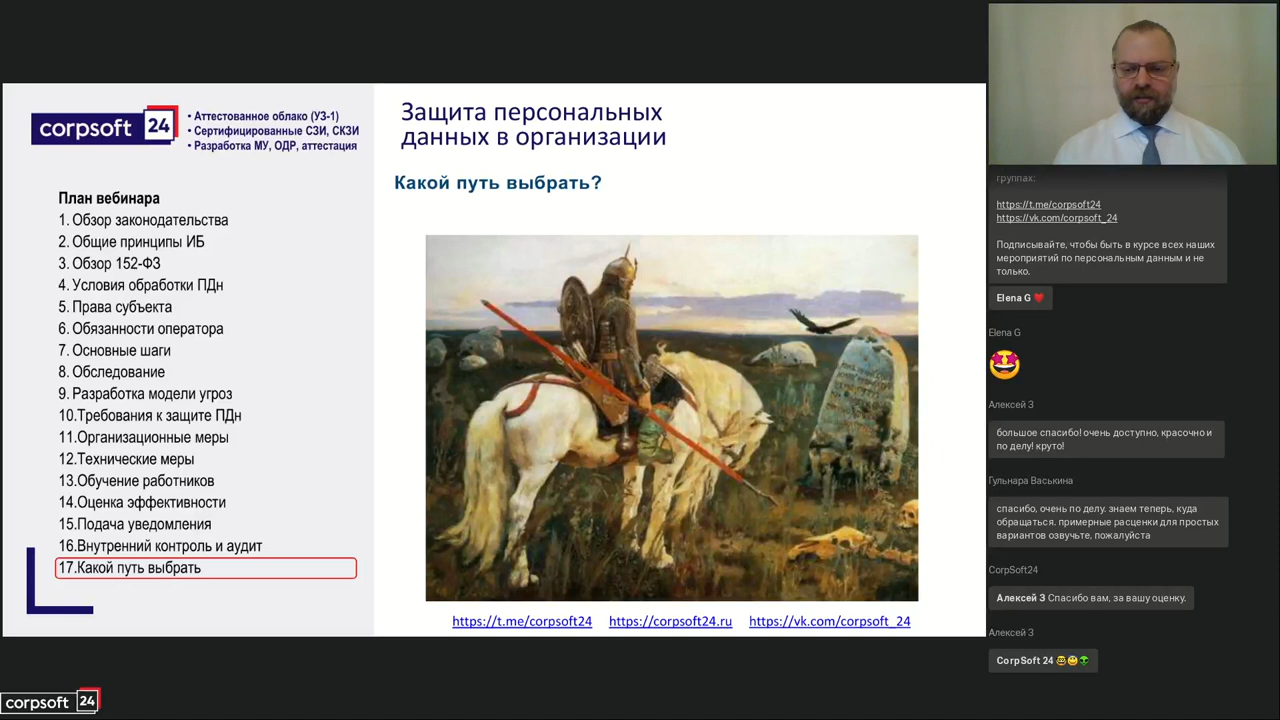 corpsoft 24
• Аттестованное облако (УЗ-1)
• Сертифицированные СЗИ, СКЗИ
• Разработка МУ, ОДР, аттестация
План вебинара
1. Обзор законодательства
2. Общие принципы ИБ
3. Обзор 152-ФЗ
4. Условия обработки ПДн
5. Права субъекта
6. Обязанности оператора
7. Основные шаги
8. Обследование
9. Разработка модели угроз
10.Требования к защите ПДн
11.Организационные меры
12.Технические меры
13.Обучение работников
14.Оценка эффективности
15.Подача уведомления
16.Внутренний контроль и аудит
17.Какой путь выбрать
Защита персональных
данных в организации
Какой путь выбрать?
https://t.me/corpsoft24 https://corpsoft24.ru https://vk.com/corpsoft_24
группах:
https://t.me/corpsoft24
https://vk.com/corpsoft_24
Подписывайте, чтобы быть в курсе всех наших
мероприятий по персональным данным и не
только.
Elena G ❤️
Elena G
🤩
Алексей З
большое спасибо! очень доступно, красочно и
по делу! круто!
Гульнара Васькина
спасибо, очень по делу. знаем теперь, куда
обращаться. примерные расценки для простых
вариантов озвучьте, пожалуйста
CorpSoft24
Алексей З Спасибо вам, за вашу оценку.
Алексей З
CorpSoft 24
corpsoft 24